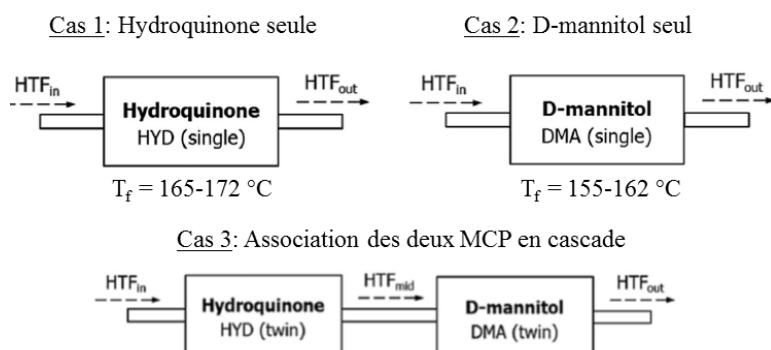 Cas 1: Hydroquinone seule
Cas 2: D-mannitol seul
HTFin
HTFout
HTFin
HTFout
Hydroquinone
HYD (single)
D-mannitol
DMA (single)
Tf = 165-172 °C
Tf = 155-162 °C
Cas 3: Association des deux MCP en cascade
HTFin
HTFmid
HTFout
Hydroquinone
HYD (twin)
D-mannitol
DMA (twin)